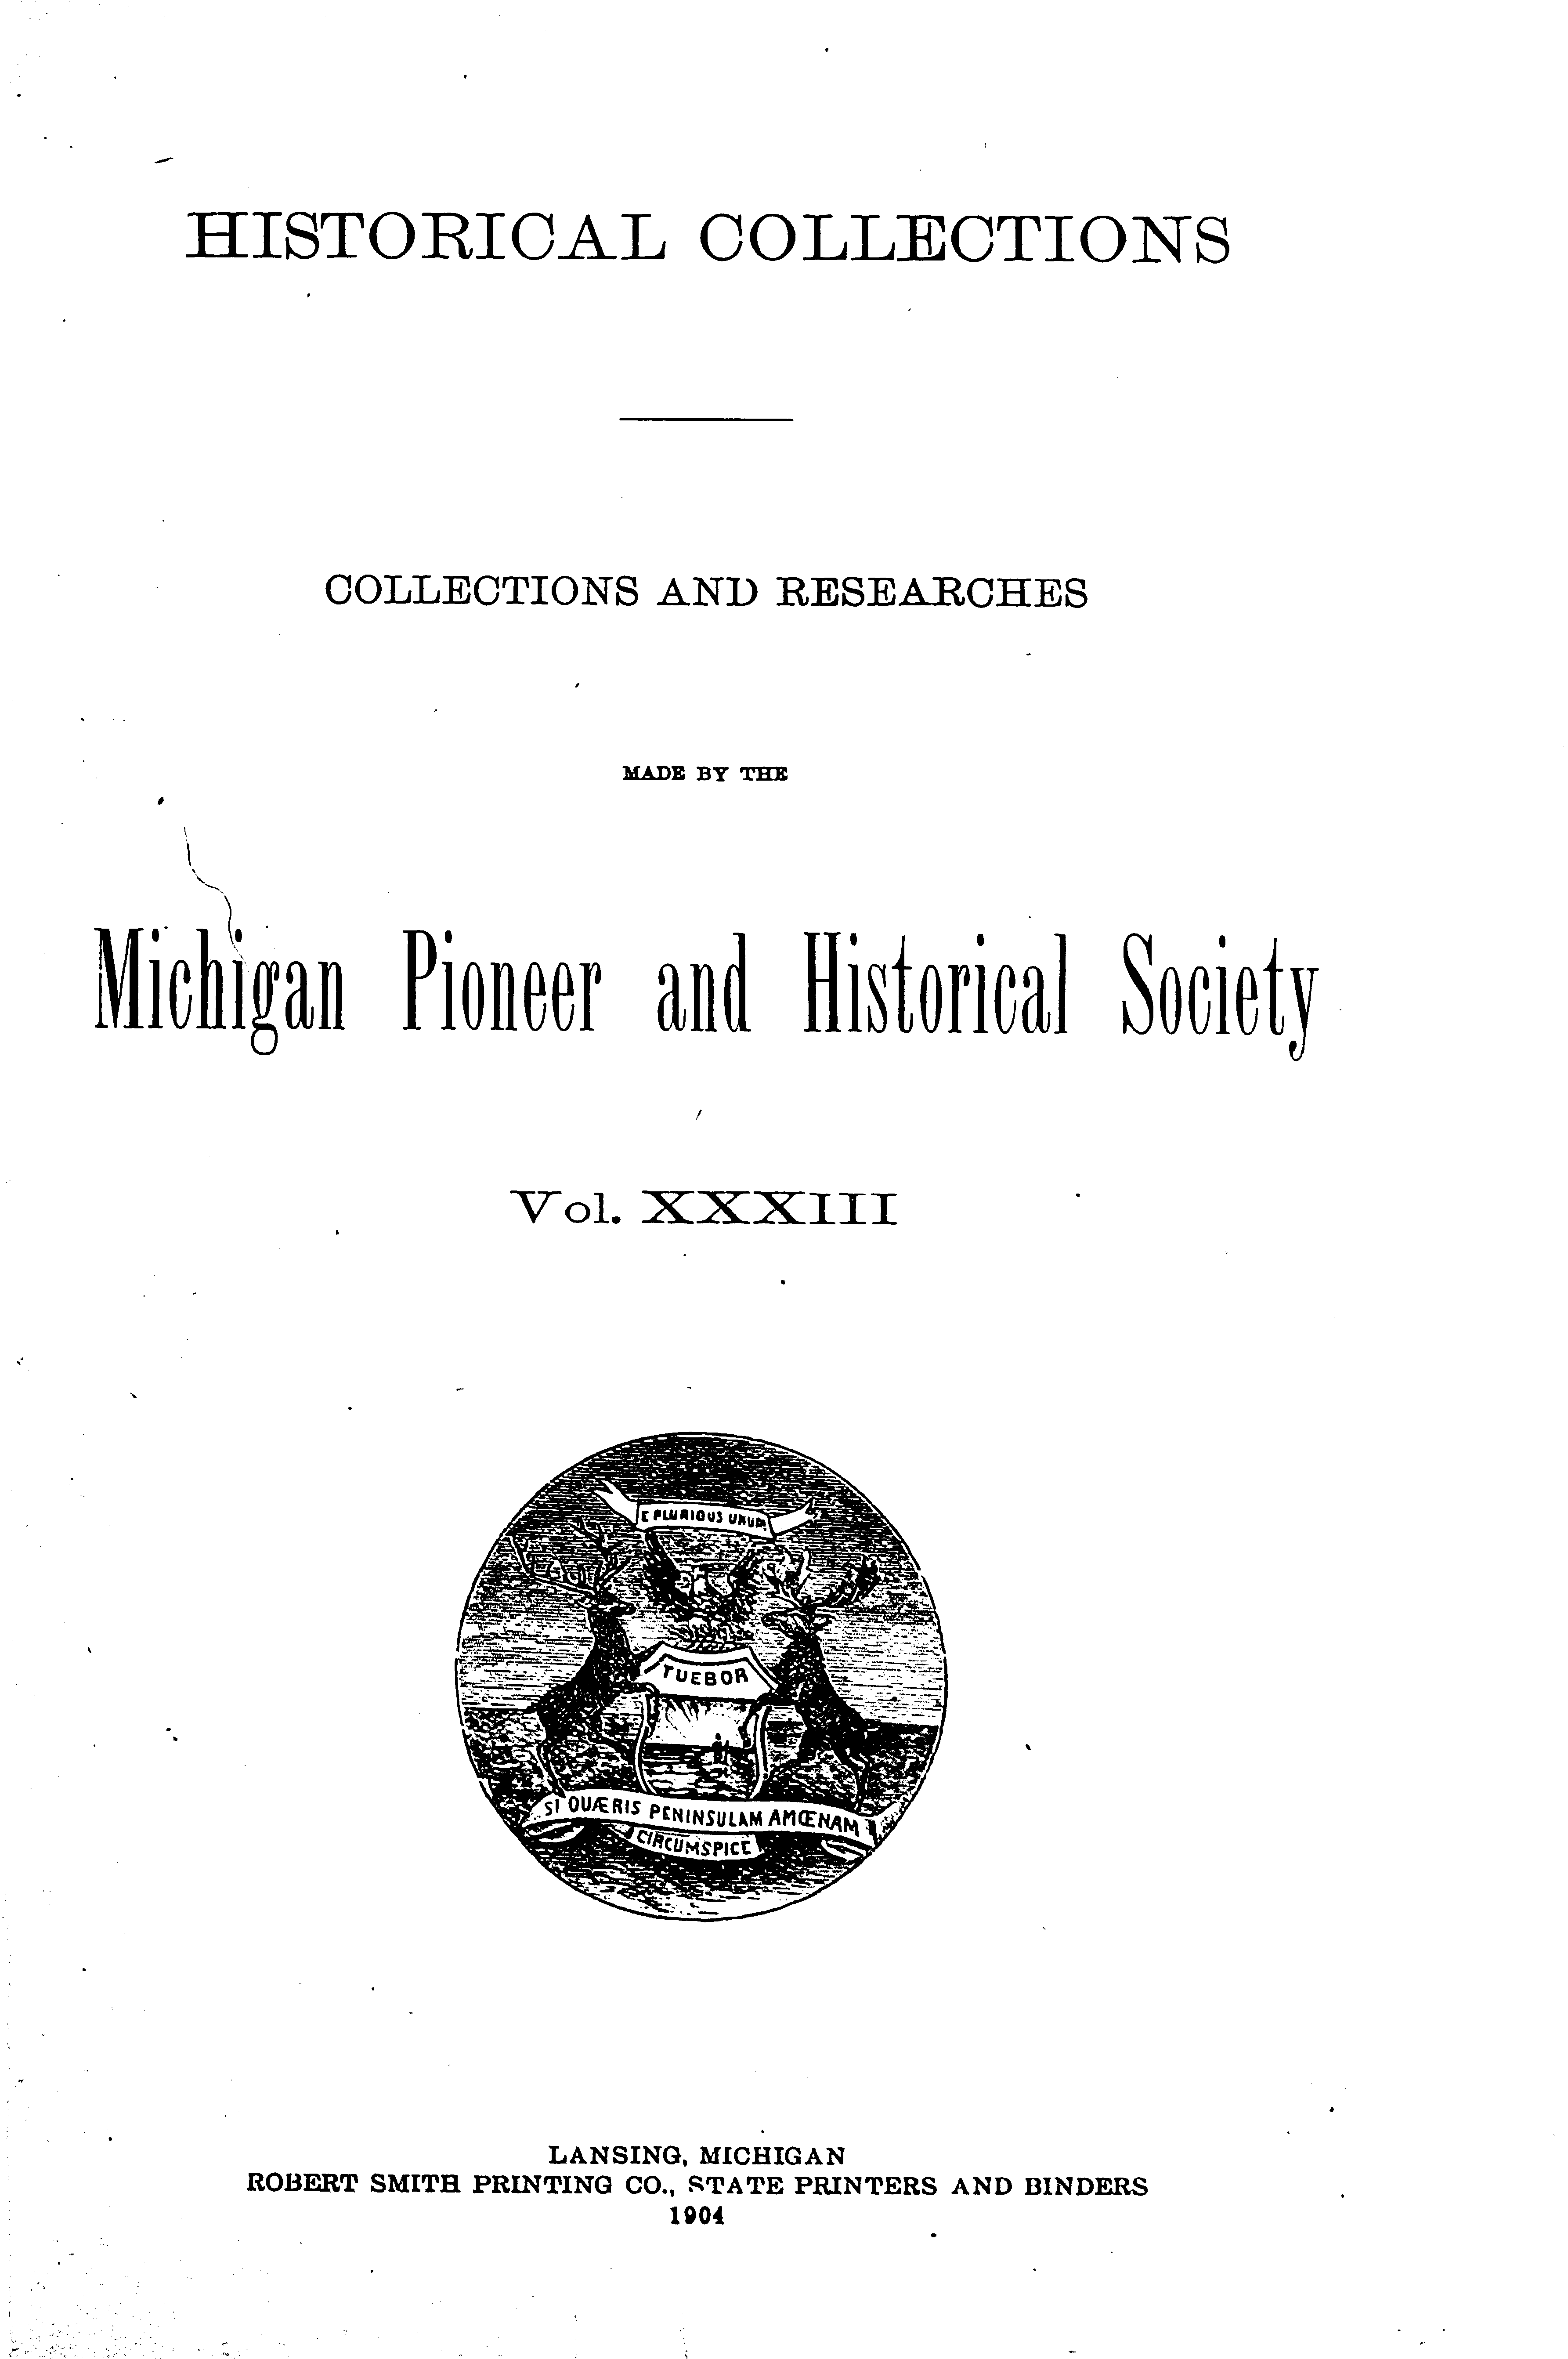 HISTORICAL COLLECTIONS
COLLECTIONS AND RESEARCHES
MADE BY THE
Michigan Pioneer and Historical Society
Vol. XXXIII
E PLURIBUS UNUM
TUEBOR
SI QUÆRIS PENINSULAM AMŒNAM
CIRCUMSPICE
LANSING, MICHIGAN
ROBERT SMITH PRINTING CO., STATE PRINTERS AND BINDERS
1904